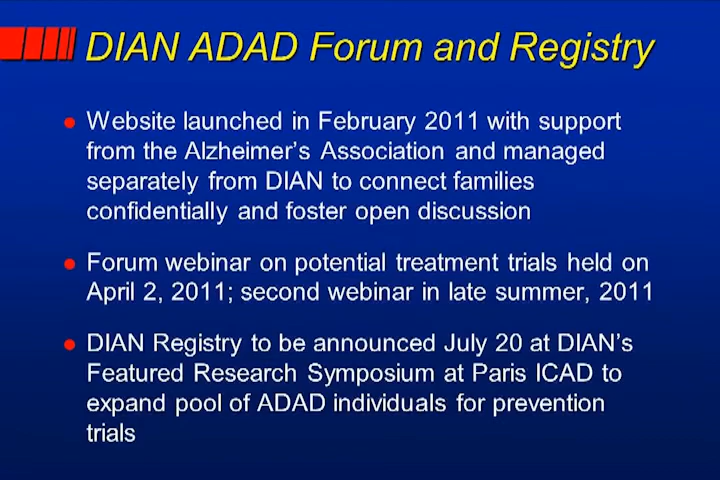 DIAN ADAD Forum and Registry
Website launched in February 2011 with support
from the Alzheimer's Association and managed
separately from DIAN to connect families
confidentially and foster open discussion
Forum webinar on potential treatment trials held on
April 2, 2011; second webinar in late summer, 2011
DIAN Registry to be announced July 20 at DIAN's
Featured Research Symposium at Paris ICAD to
expand pool of ADAD individuals for prevention
trials